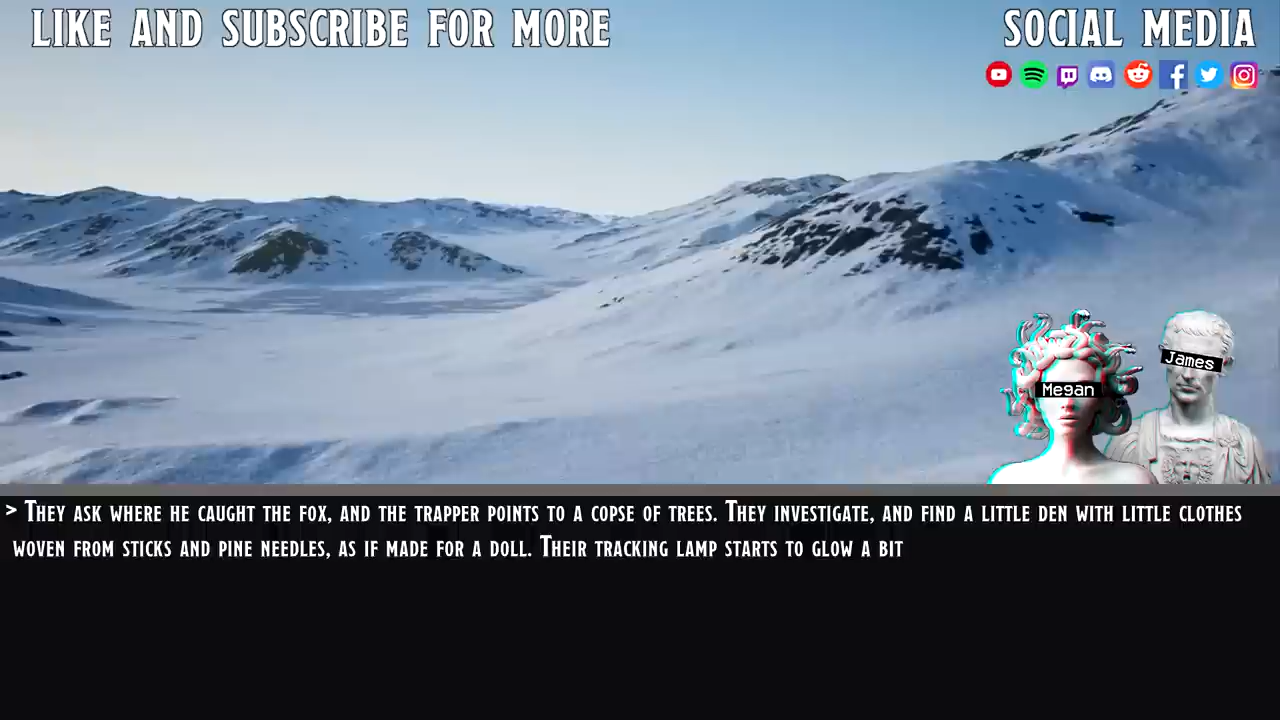 LIKE AND SUBSCRIBE FOR MORE
SOCIAL MEDIA
James
Megan
> They ask where he caught the fox, and the trapper points to a copse of trees. They investigate, and find a little den with little clothes
woven from sticks and pine needles, as if made for a doll. Their tracking lamp starts to glow a bit